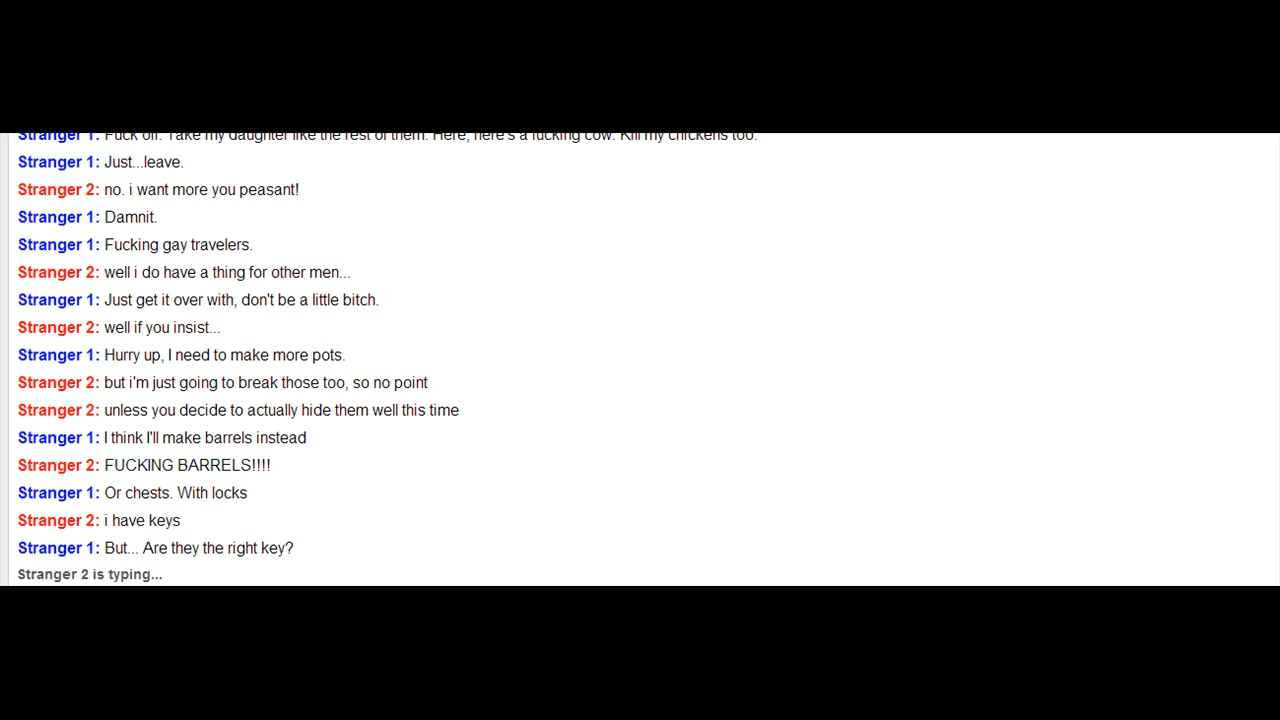 Stranger 1: Fuck off. Take my daughter like the rest of them. Here, here's a fucking cow. Kill my chickens too.
Stranger 1: Just...leave.
Stranger 2: no. i want more you peasant!
Stranger 1: Damnit.
Stranger 1: Fucking gay travelers.
Stranger 2: well i do have a thing for other men...
Stranger 1: Just get it over with, don't be a little bitch.
Stranger 2: well if you insist...
Stranger 1: Hurry up, I need to make more pots.
Stranger 2: but i'm just going to break those too, so no point
Stranger 2: unless you decide to actually hide them well this time
Stranger 1: I think I'll make barrels instead
Stranger 2: FUCKING BARRELS!!!!
Stranger 1: Or chests. With locks
Stranger 2: i have keys
Stranger 1: But... Are they the right key?
Stranger 2 is typing...